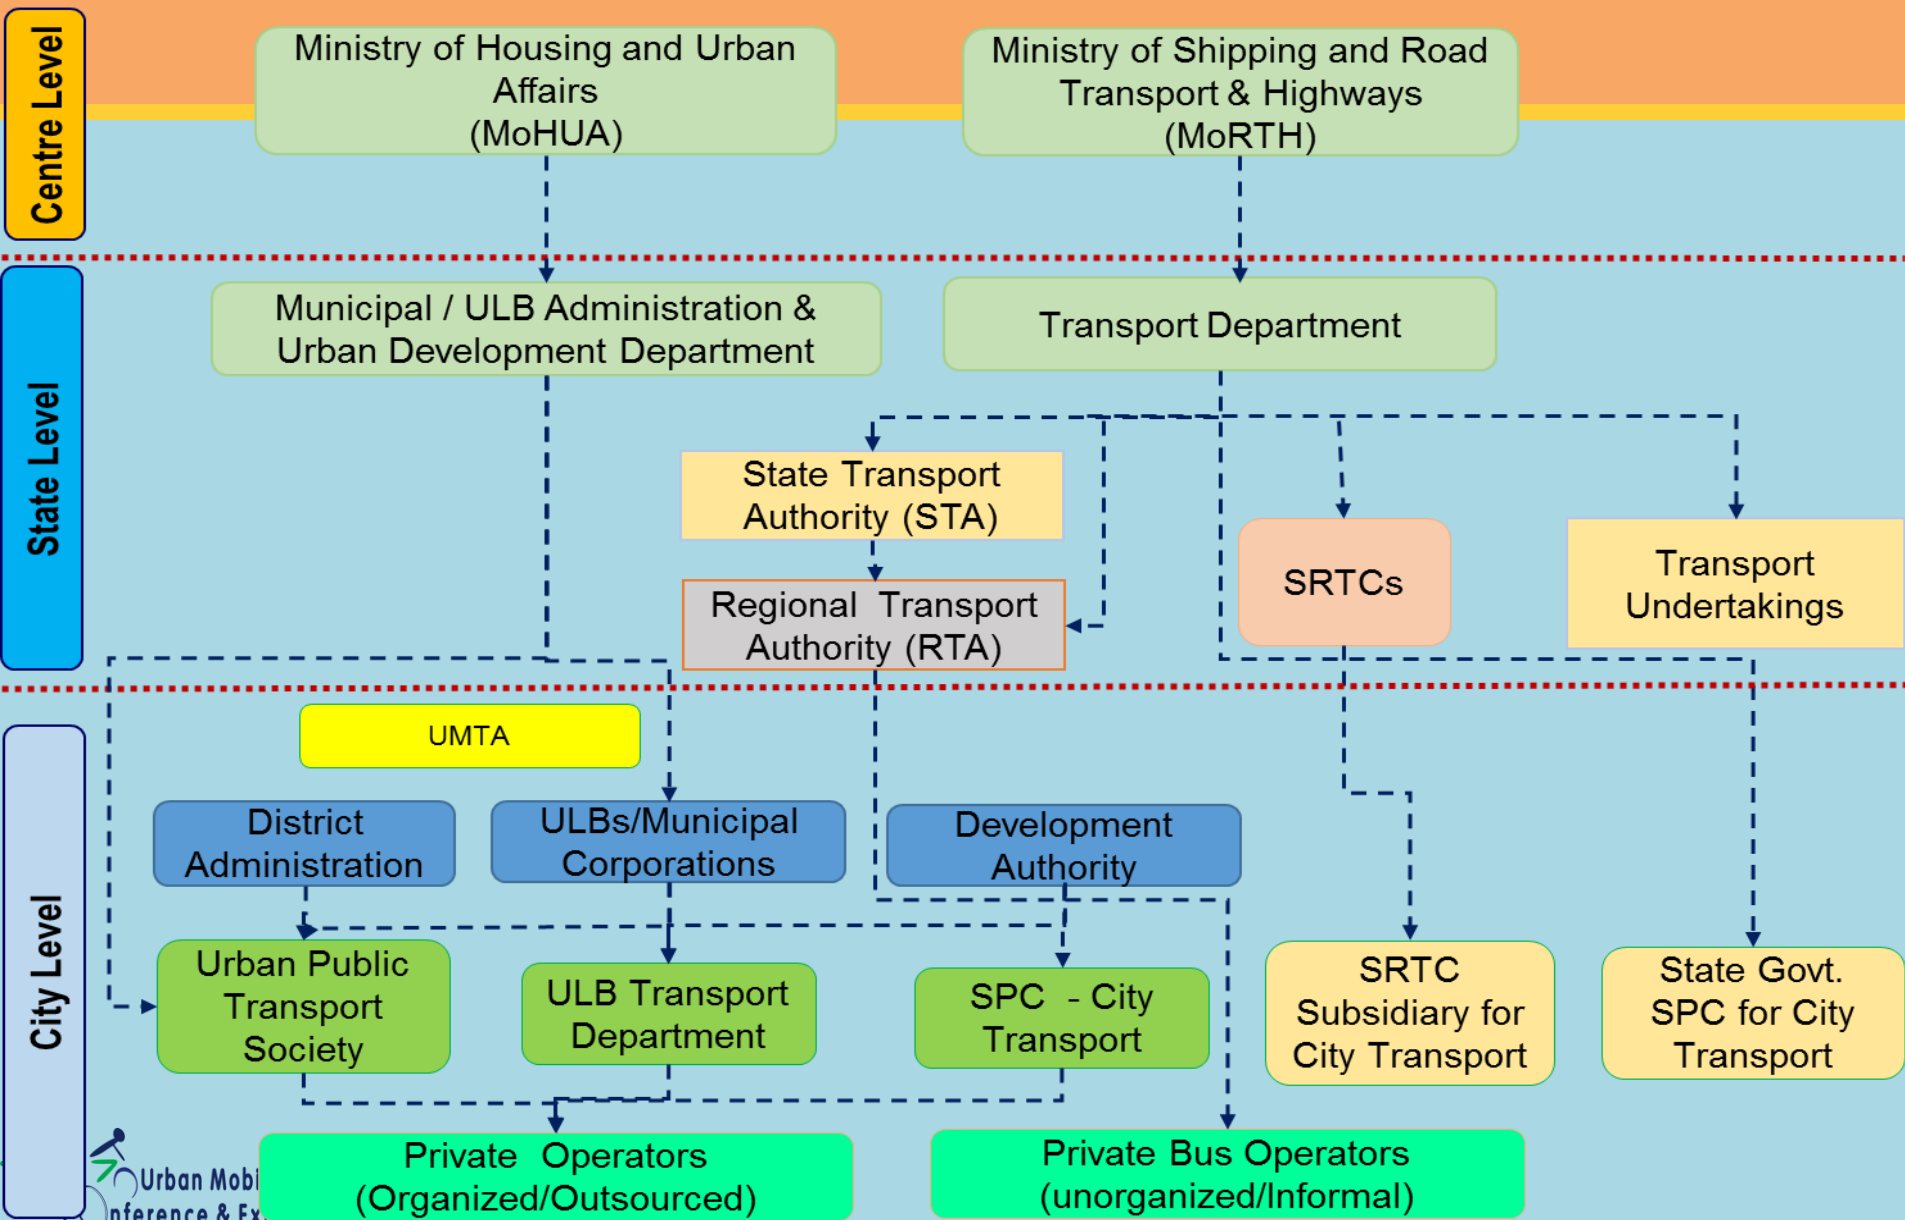 Centre Level
Ministry of Housing and Urban
Affairs
(MoHUA)
Ministry of Shipping and Road
Transport & Highways
(MoRTH)
State Level
Municipal / ULB Administration &
Urban Development Department
Transport Department
State Transport
Authority (STA)
Regional Transport
Authority (RTA)
SRTCs
Transport
Undertakings
City Level
UMTA
District
Administration
ULBs/Municipal
Corporations
Development
Authority
Urban Public
Transport
Society
ULB Transport
Department
SPC - City
Transport
SRTC
Subsidiary for
City Transport
State Govt.
SPC for City
Transport
Private Operators
(Organized/Outsourced)
Private Bus Operators
(unorganized/Informal)
Urban Mobi
nference & Ex